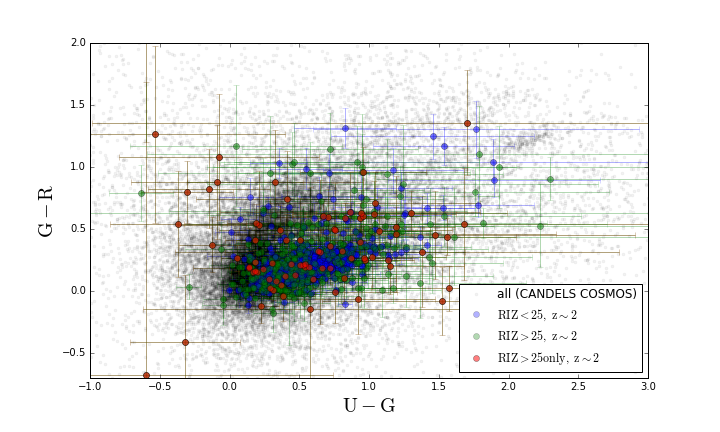 2.0
1.5
1.0
0.5
0.0
−0.5
G − R
−1.0 −0.5 0.0 0.5 1.0 1.5 2.0 2.5 3.0
U − G
all (CANDELS COSMOS)
RIZ < 25, z ∼ 2
RIZ > 25, z ∼ 2
RIZ > 25only, z ∼ 2